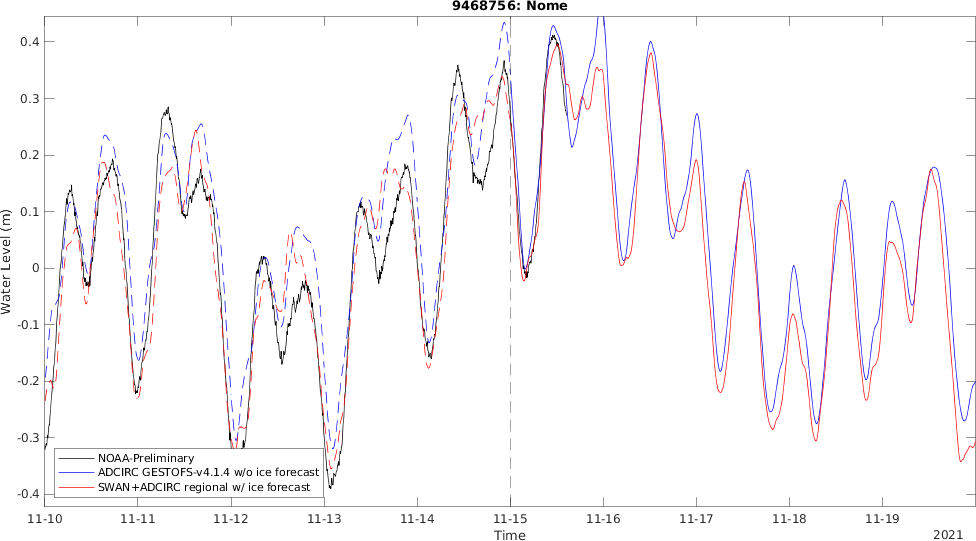 9468756: Nome
Water Level (m)
0.4
0.3
0.2
0.1
0
-0.1
-0.2
-0.3
-0.4
NOAA-Preliminary
ADCIRC GESTOFS-v4.1.4 w/o ice forecast
SWAN+ADCIRC regional w/ ice forecast
11-10 11-11 11-12 11-13 11-14 11-15 11-16 11-17 11-18 11-19
Time
2021